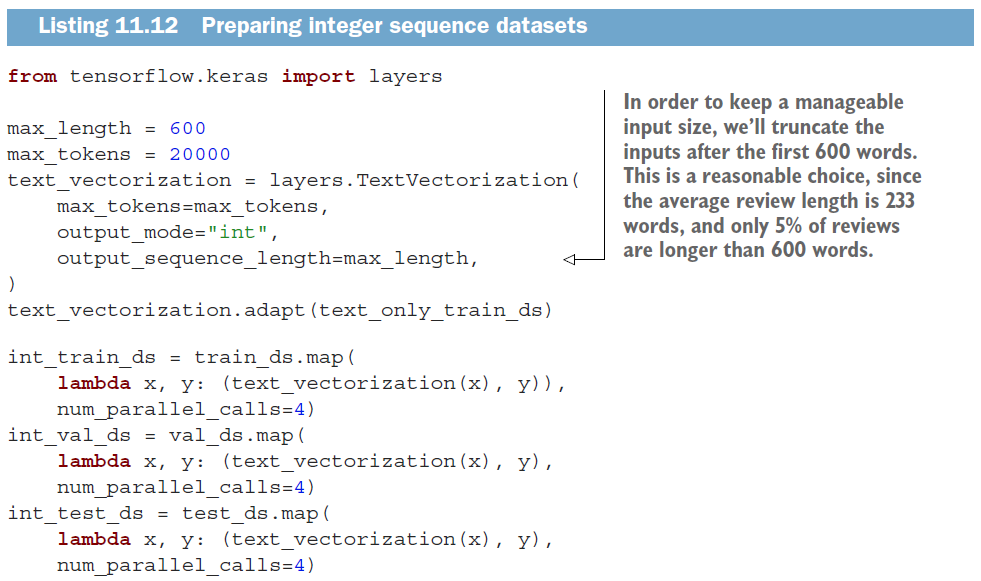 Listing 11.12 Preparing integer sequence datasets
from tensorflow.keras import layers
max_length = 600
max_tokens = 20000
text_vectorization = layers.TextVectorization(
    max_tokens=max_tokens,
    output_mode="int",
    output_sequence_length=max_length,
)
text_vectorization.adapt(text_only_train_ds)
In order to keep a manageable
input size, we'll truncate the
inputs after the first 600 words.
This is a reasonable choice, since
the average review length is 233
words, and only 5% of reviews
are longer than 600 words.
int_train_ds = train_ds.map(
    lambda x, y: (text_vectorization(x), y)),
    num_parallel_calls=4)
int_val_ds = val_ds.map(
    lambda x, y: (text_vectorization(x), y),
    num_parallel_calls=4)
int_test_ds = test_ds.map(
    lambda x, y: (text_vectorization(x), y),
    num_parallel_calls=4)